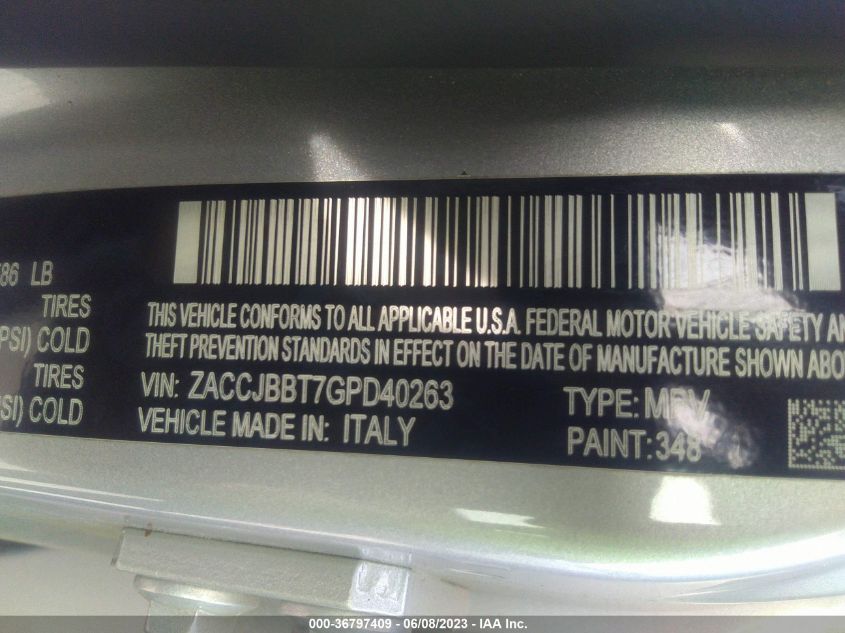 586 LB
TIRES
PSI) COLD
TIRES
SI) COLD
THIS VEHICLE CONFORMS TO ALL APPLICABLE U.S.A. FEDERAL MOTOR VEHICLE SAFETY AN
THEFT PREVENTION STANDARDS IN EFFECT ON THE DATE OF MANUFACTURE SHOWN ABO
VIN: ZACCJBBT7GPD40263
TYPE: MPV
VEHICLE MADE IN: ITALY
PAINT: 348
000-36797409 - 06/08/2023 - IAA Inc.